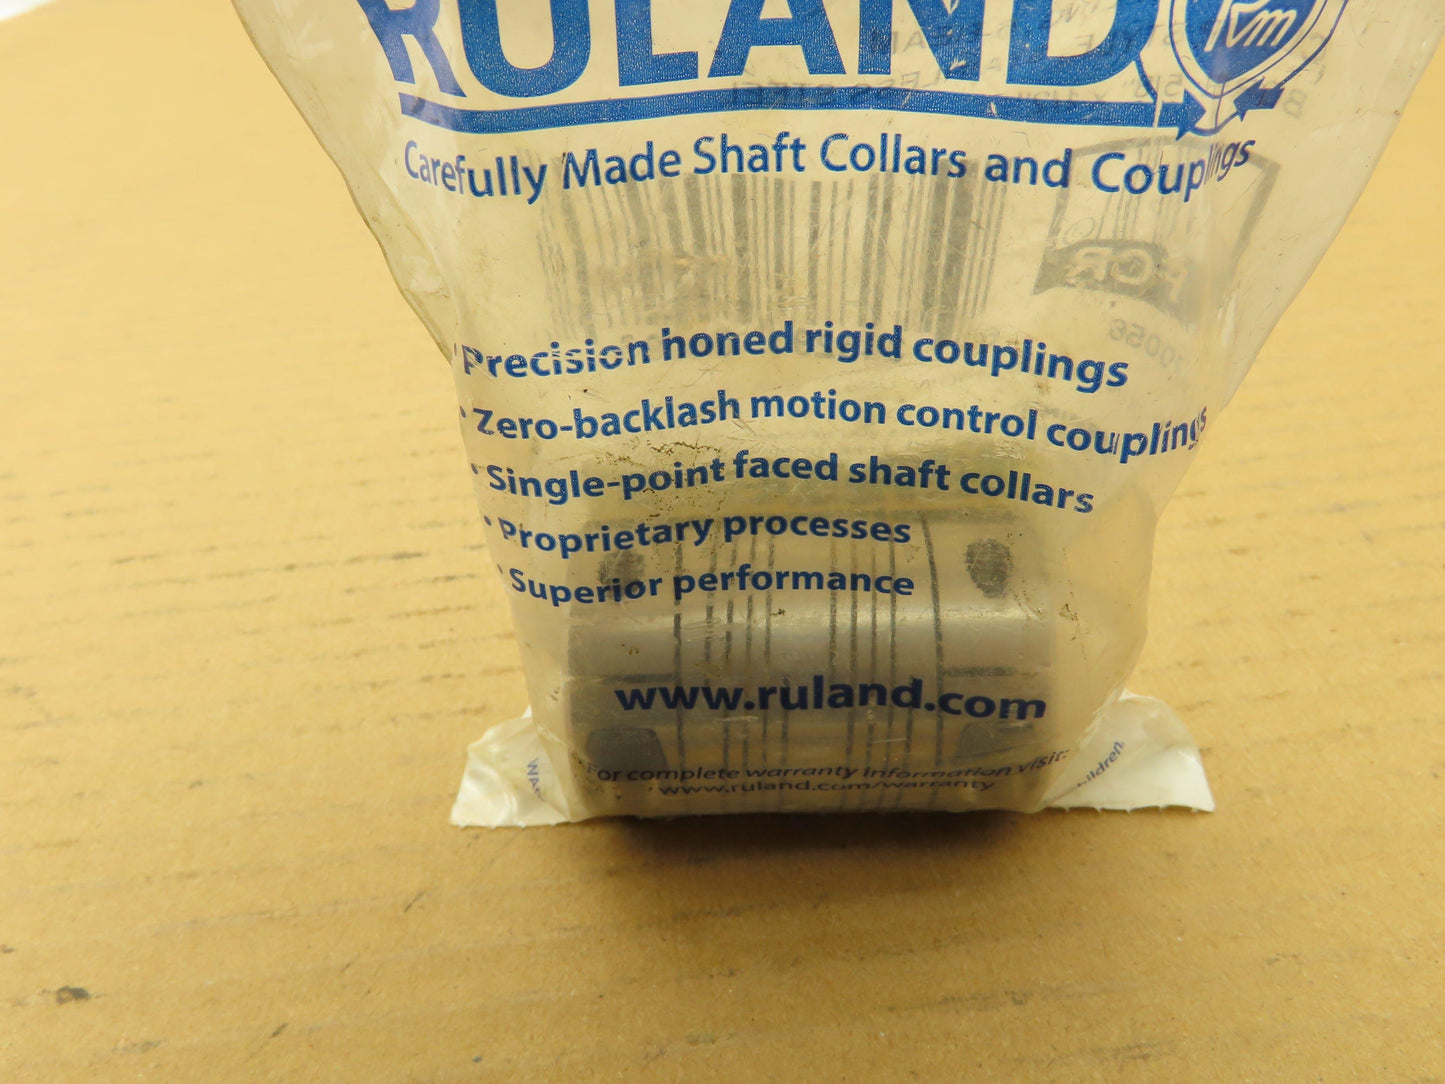 RULAND
Carefully Made Shaft Collars and Couplings
• Precision honed rigid couplings
• Zero-backlash motion control couplings
• Single-point faced shaft collars
• Proprietary processes
• Superior performance
www.ruland.com
For complete warranty information visit:
www.ruland.com/warranty